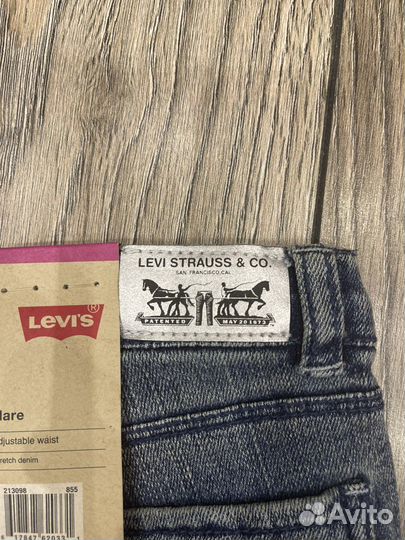 LEVI STRAUSS & CO.
SAN FRANCISCO, CAL.
PATENTED
MAY 20 1873
LEVI'S®
lare
djustable waist
retch denim
213098 855
17847 62033 1
Avito